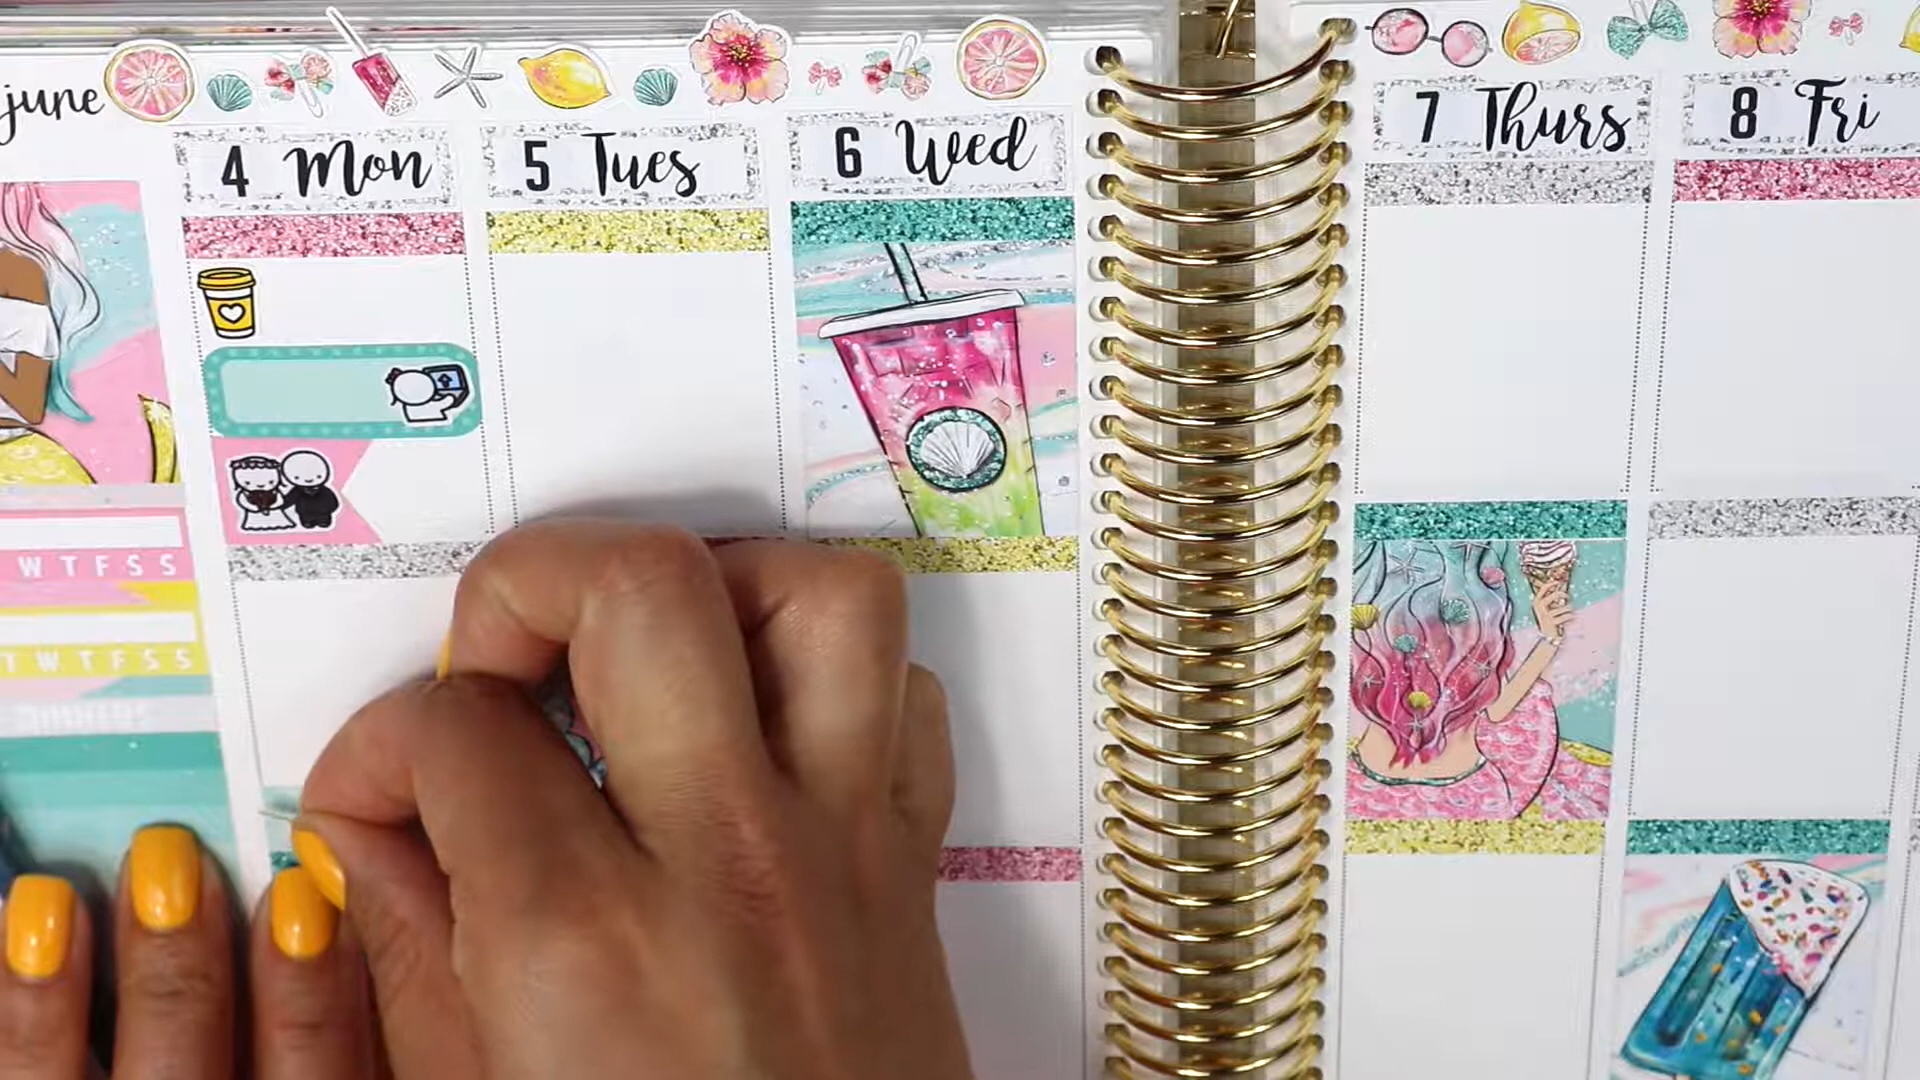 june
4 Mon
5 Tues
6 Wed
7 Thurs
8 Fri
W T F S S
T W T F S S